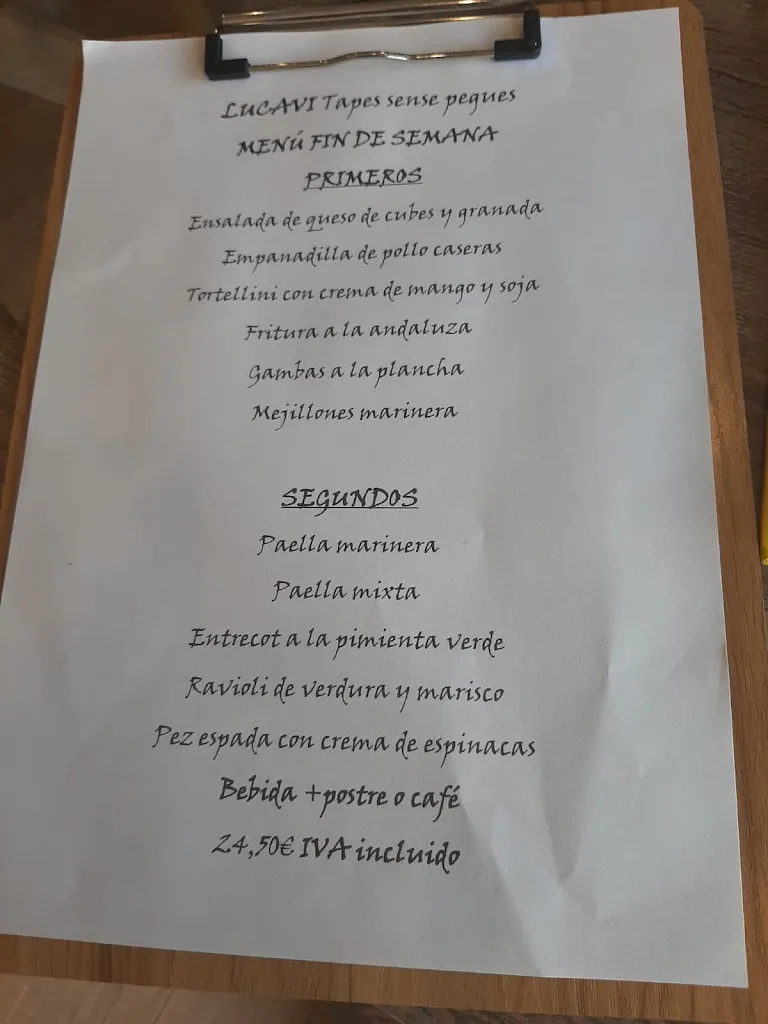 LUCAVI Tapes sense pegues
MENÚ FIN DE SEMANA
PRIMEROS
Ensalada de queso de cubes y granada
Empanadilla de pollo caseras
Tortellini con crema de mango y soja
Fritura a la andaluza
Gambas a la plancha
Mejillones marinera
SEGUNDOS
Paella marinera
Paella mixta
Entrecot a la pimienta verde
Ravioli de verdura y marisco
Pez espada con crema de espinacas
Bebida +postre o café
24,50€ IVA incluido